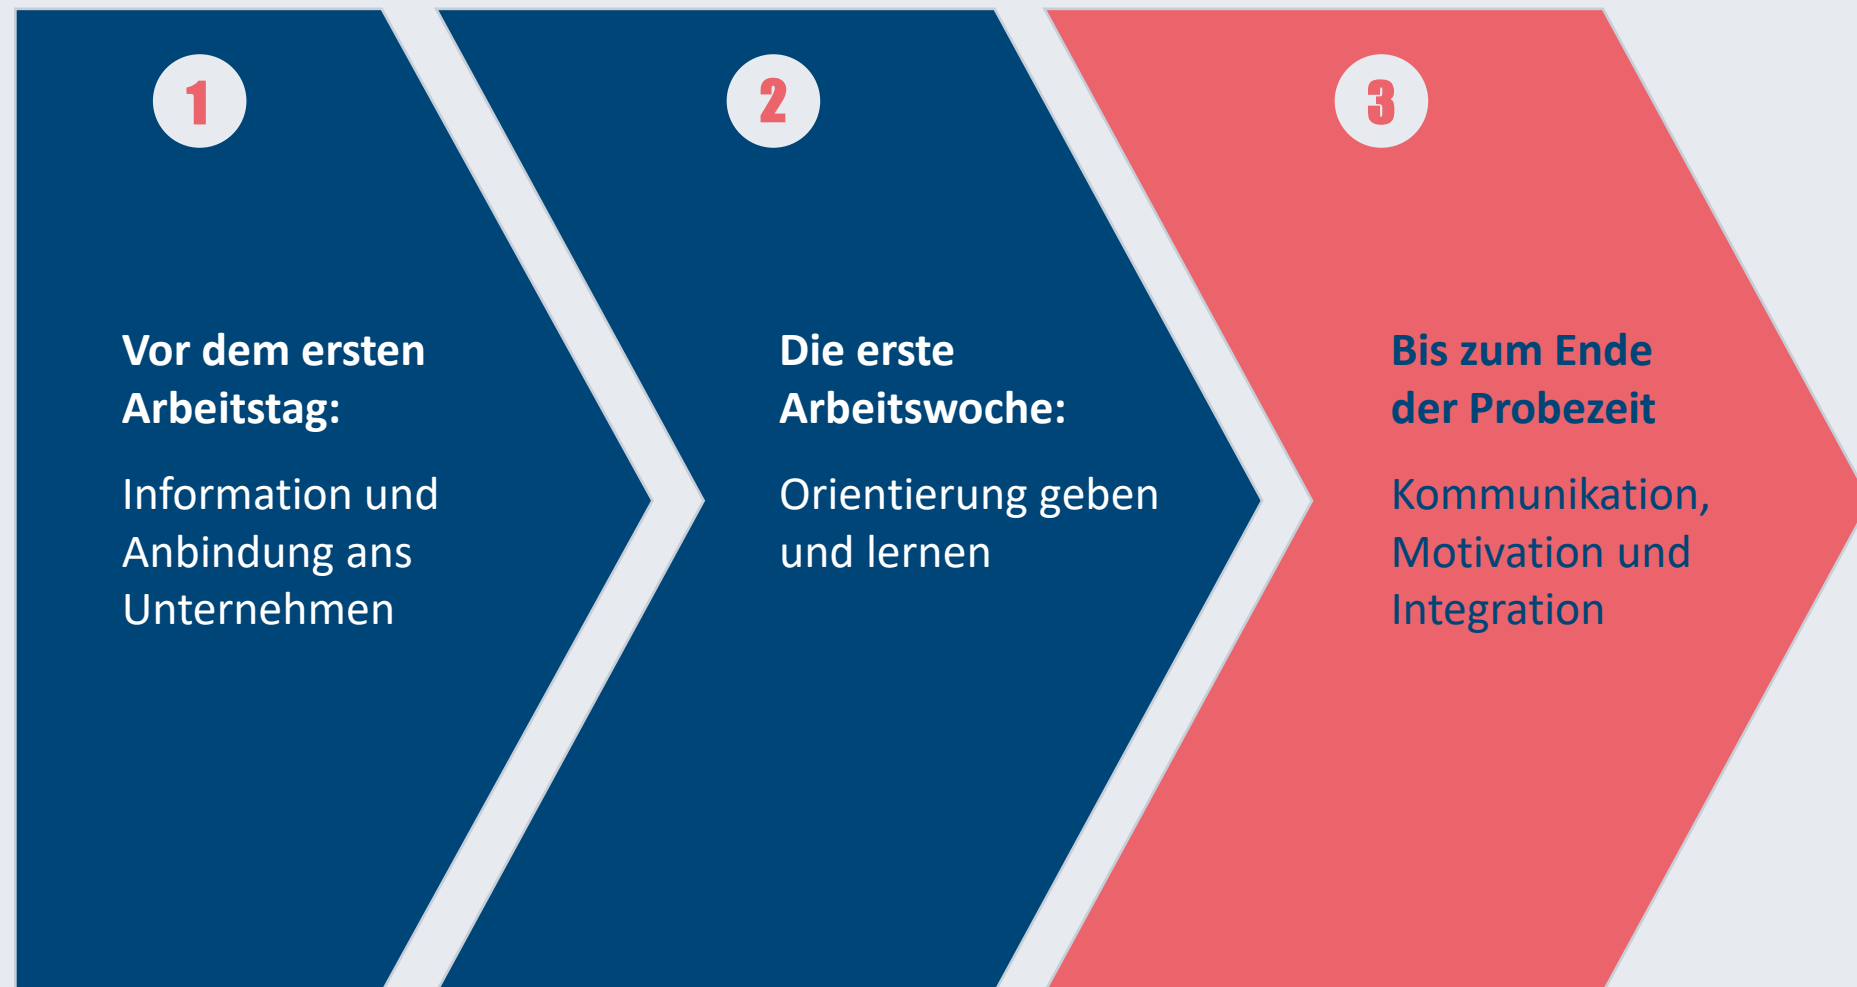 1
Vor dem ersten
Arbeitstag:
Information und
Anbindung ans
Unternehmen
2
Die erste
Arbeitswoche:
Orientierung geben
und lernen
3
Bis zum Ende
der Probezeit
Kommunikation,
Motivation und
Integration